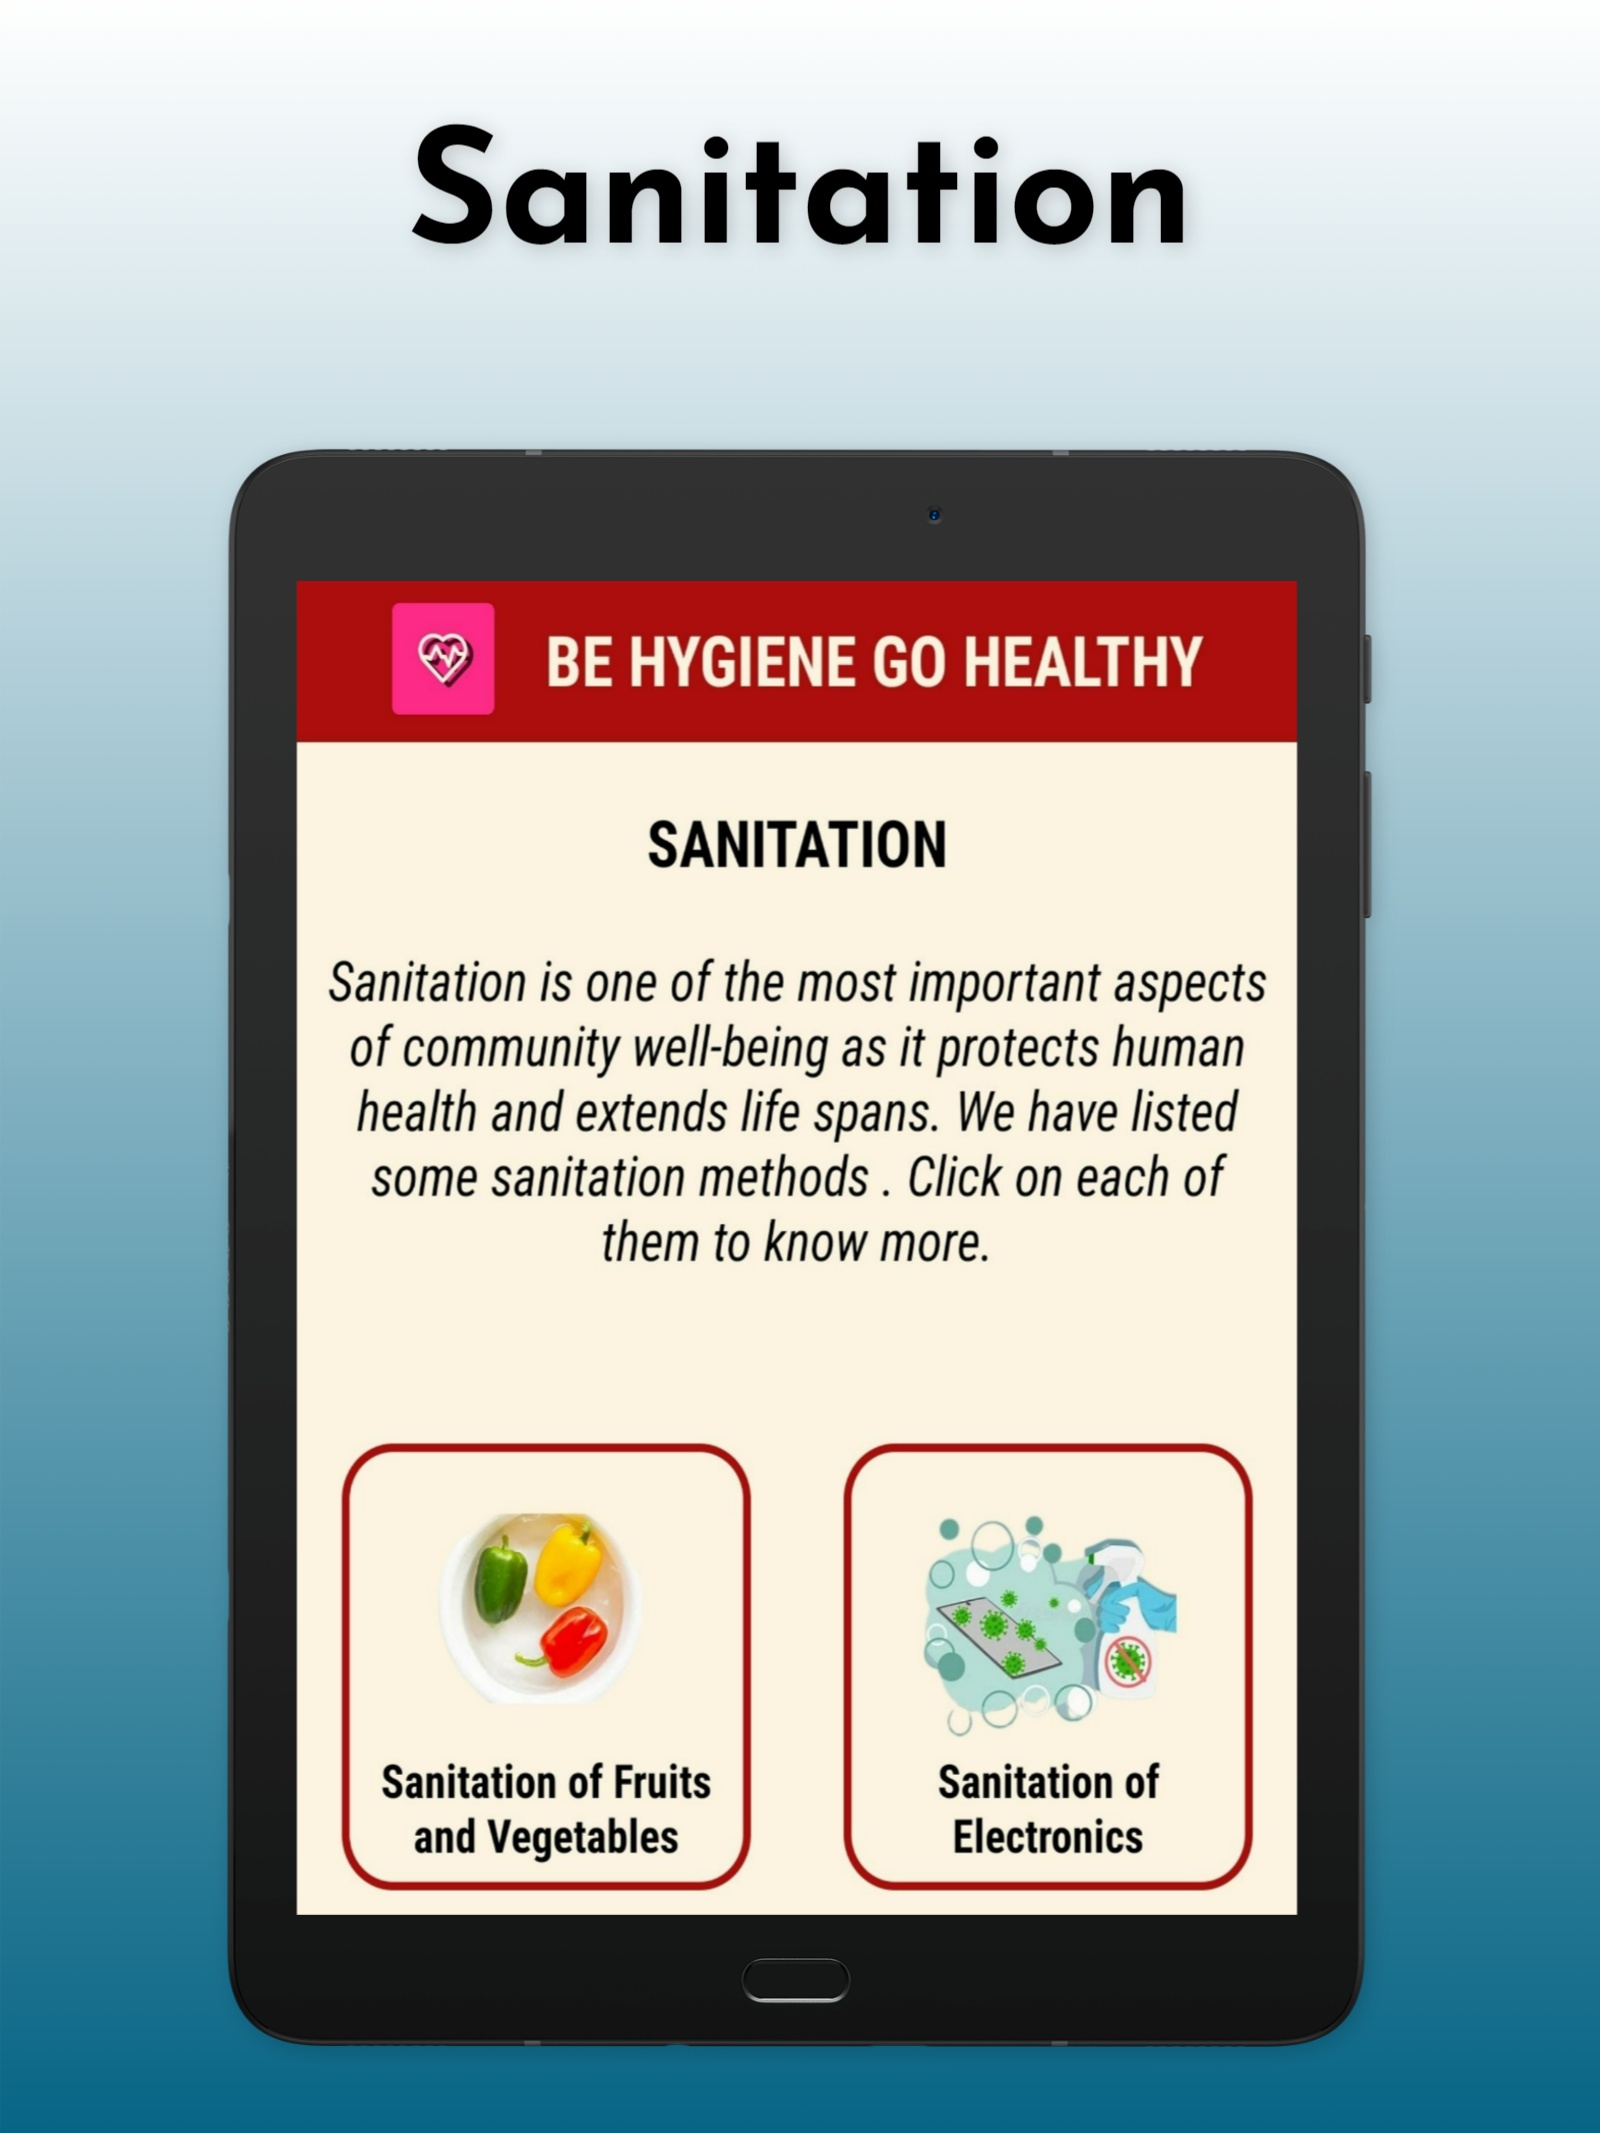 Sanitation
BE HYGIENE GO HEALTHY
SANITATION
Sanitation is one of the most important aspects
of community well-being as it protects human
health and extends life spans. We have listed
some sanitation methods . Click on each of
them to know more.
Sanitation of Fruits
and Vegetables
Sanitation of
Electronics